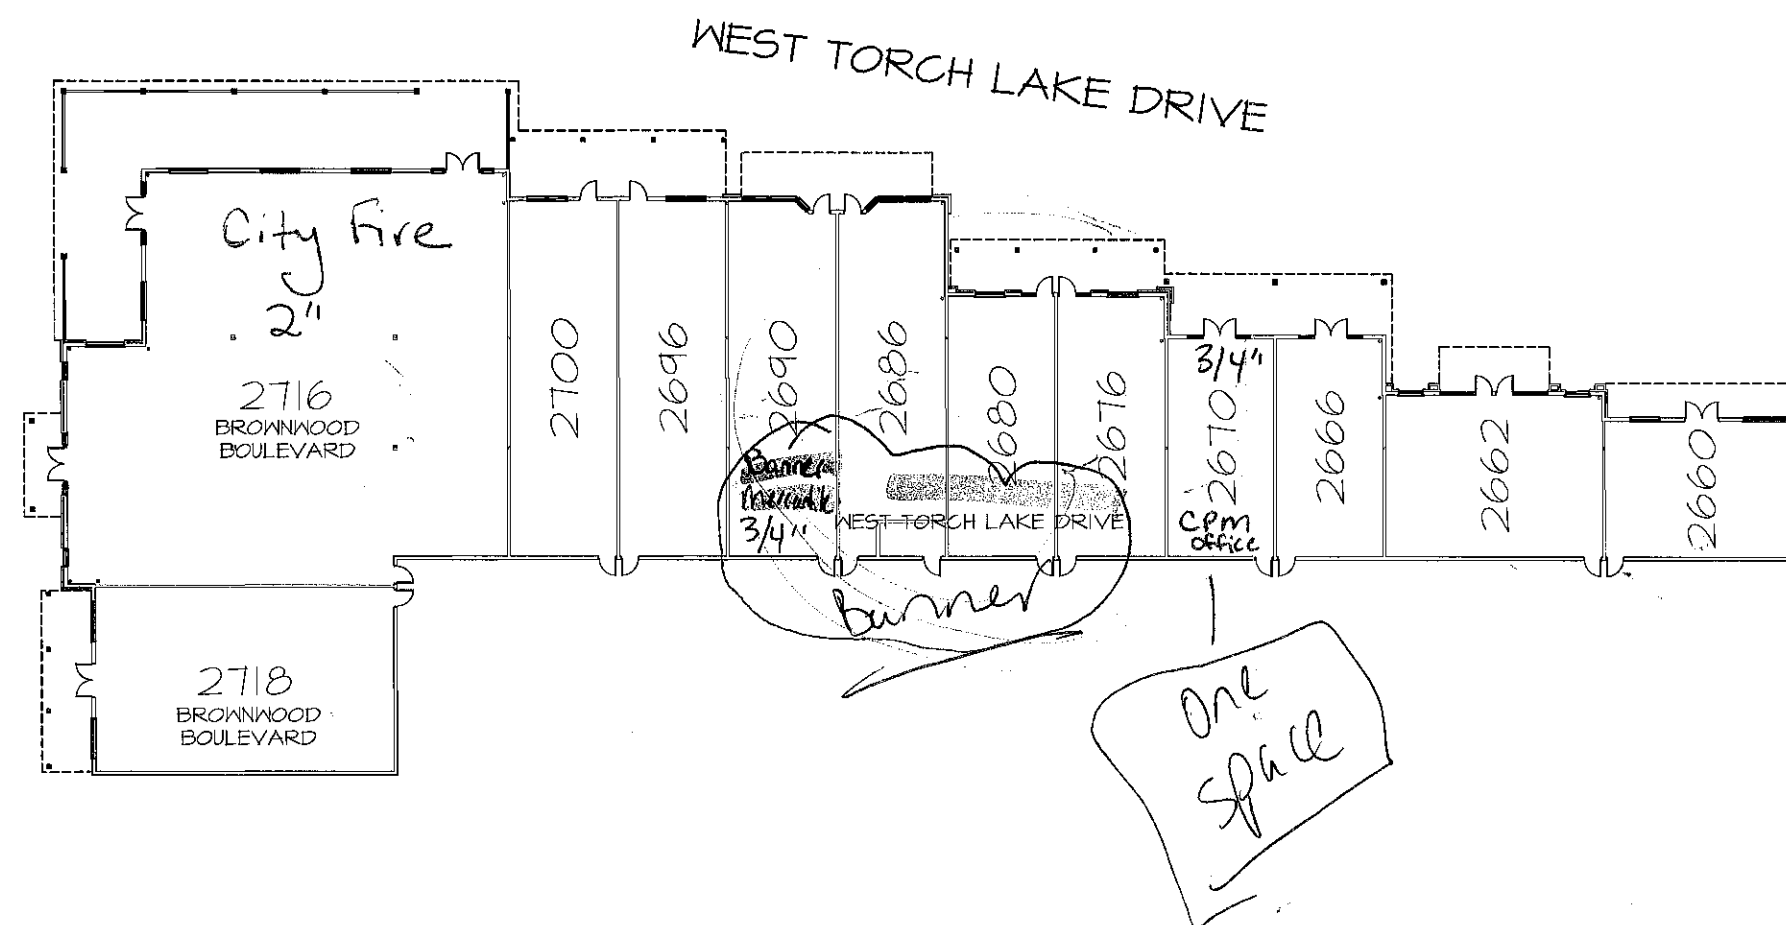 WEST TORCH LAKE DRIVE
City Fire
2"
2716
BROWNWOOD
BOULEVARD
2700
2696
2690
2686
2680
2676
3/4"
2670
CPM
office
2666
2662
2660
Banner
Mercantile
3/4"
WEST TORCH LAKE DRIVE
Banner
2718
BROWNWOOD
BOULEVARD
One
Space